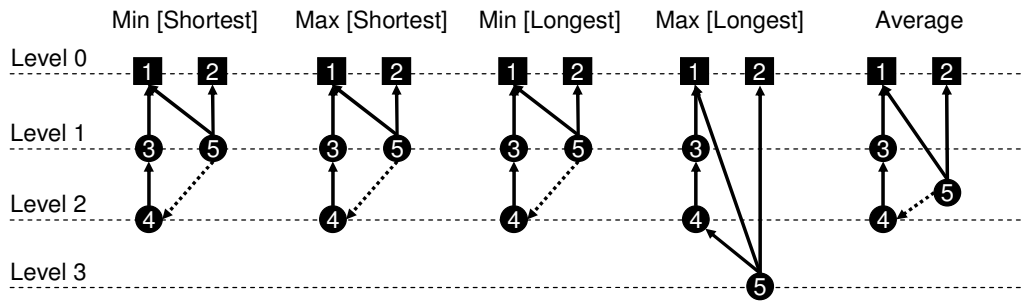 Min [Shortest] Max [Shortest] Min [Longest] Max [Longest] Average
Level 0 1 2 1 2 1 2 1 2 1 2
Level 1 3 5 3 5 3 5 3 3
5
Level 2 4 4 4 4 4
Level 3 5